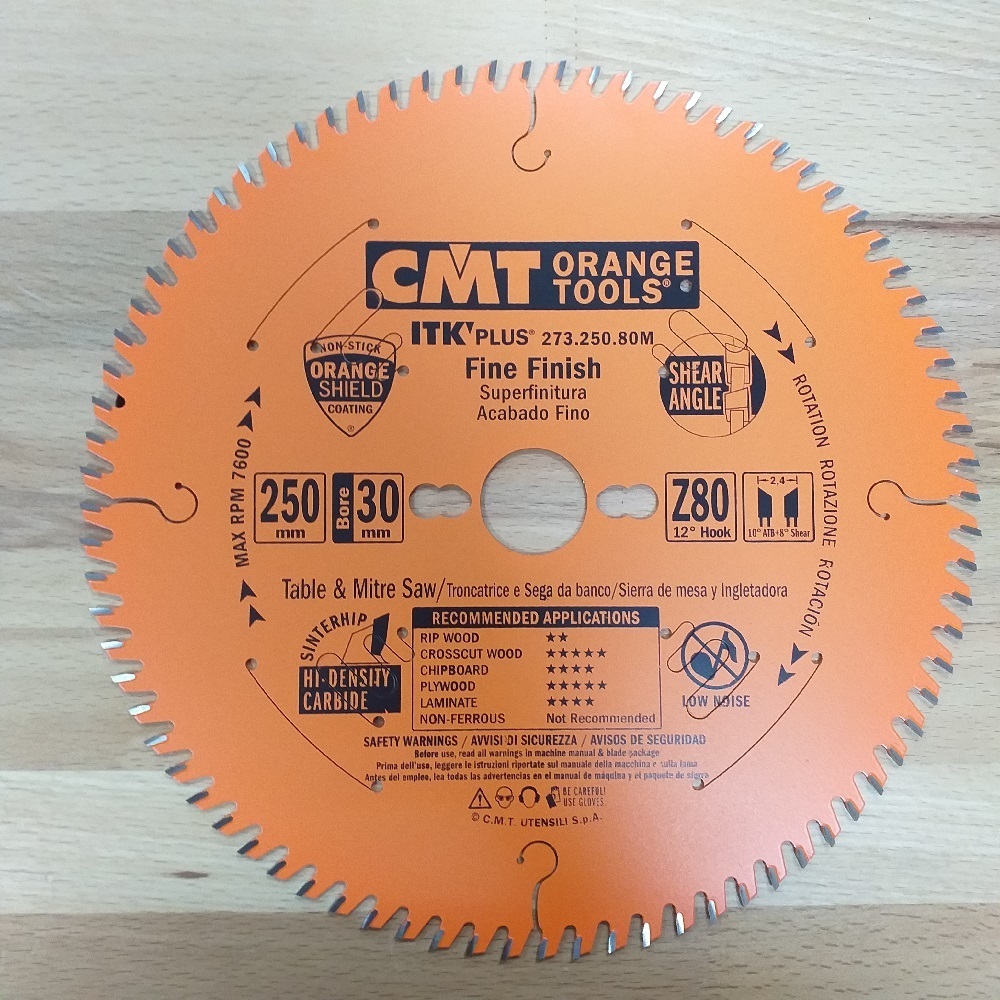 CMT ORANGE TOOLS®
ITK' PLUS® 273.250.80M
Fine Finish
Superfinitura
Acabado Fino
NON-STICK
ORANGE
SHIELD
COATING
®
SHEAR
ANGLE
MAX RPM 7600
ROTATION ROTAZIONE ROTACIÓN
250
mm
Bore
30
mm
Z80
12° Hook
2,4
10° ATB+8° Shear
Table & Mitre Saw/Troncatrice e Sega da banco/Sierra de mesa y Ingletadora
SINTERHIP
HI-DENSITY
CARBIDE
RECOMMENDED APPLICATIONS
RIP WOOD ★★
CROSSCUT WOOD ★★★★★
CHIPBOARD ★★★★
PLYWOOD ★★★★★
LAMINATE ★★★★
NON-FERROUS Not Recommended
LOW NOISE
SAFETY WARNINGS / AVVISI DI SICUREZZA / AVISOS DE SEGURIDAD
Before use, read all warnings in machine manual & blade package
Prima dell'uso, leggere le istruzioni riportate sul manuale della macchina e sulla lama
Antes del empleo, lea todas las advertencias en el manual de máquina y el paquete de sierra
BE CAREFUL!
USE GLOVES.
© C.M.T. UTENSILI S.p.A.